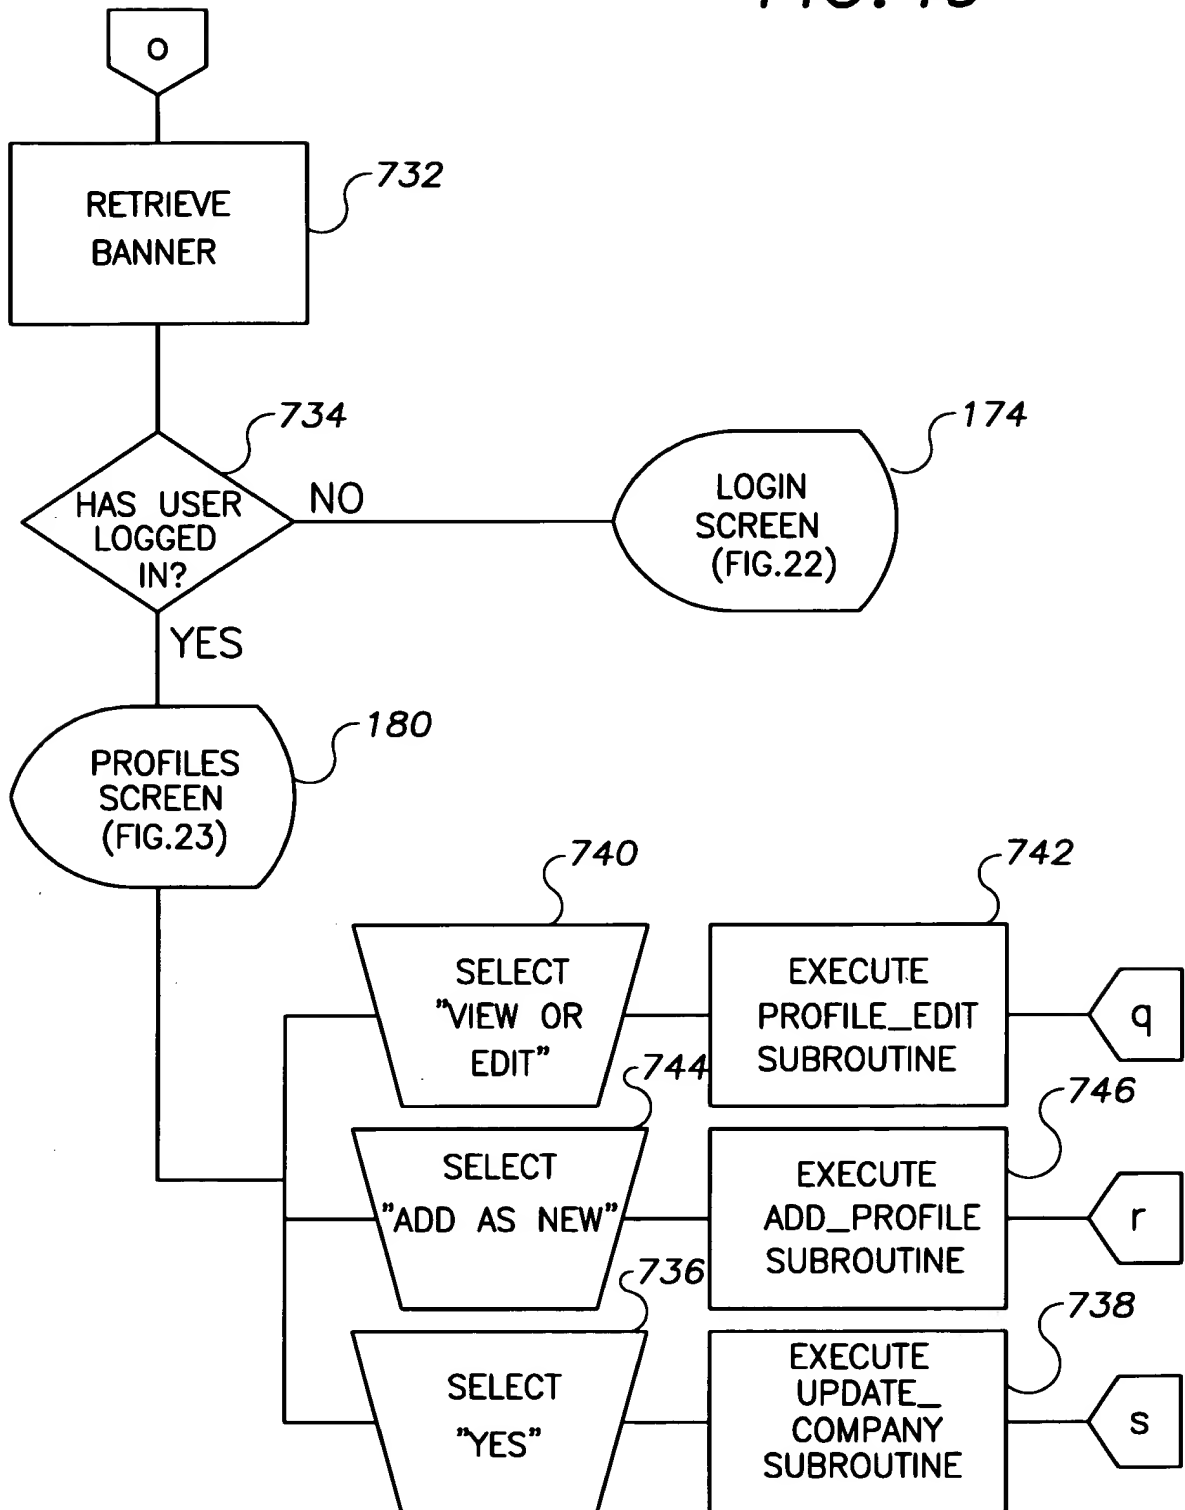 o
RETRIEVE
BANNER
732
734
HAS USER
LOGGED
IN?
NO
174
LOGIN
SCREEN
(FIG.22)
YES
180
PROFILES
SCREEN
(FIG.23)
740
742
SELECT
"VIEW OR
EDIT"
EXECUTE
PROFILE_EDIT
SUBROUTINE
q
744
746
SELECT
"ADD AS NEW"
EXECUTE
ADD_PROFILE
SUBROUTINE
r
736
738
SELECT
"YES"
EXECUTE
UPDATE_
COMPANY
SUBROUTINE
s